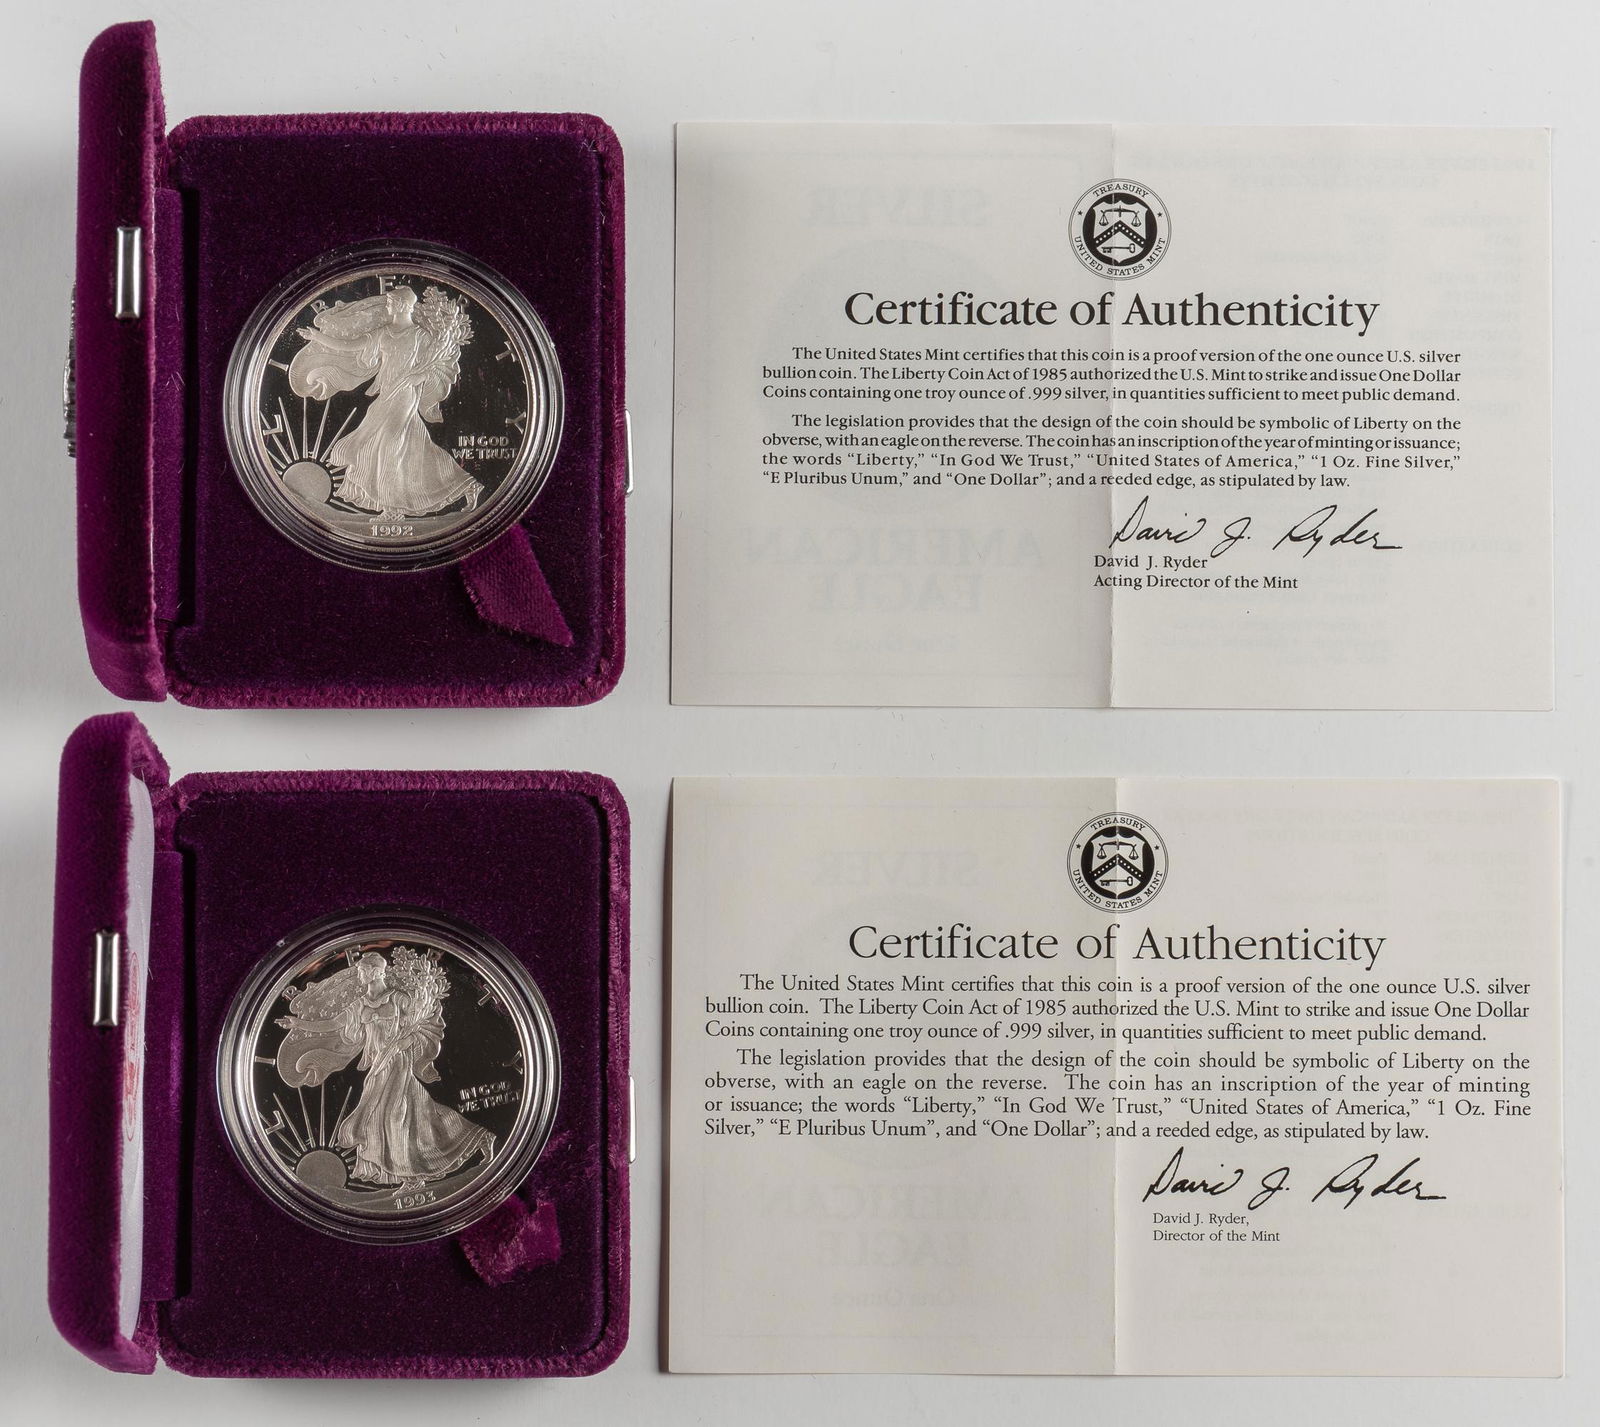 LIBERTY
IN GOD
WE TRUST
1992
TREASURY
UNITED STATES MINT
Certificate of Authenticity
The United States Mint certifies that this coin is a proof version of the one ounce U.S. silver
bullion coin. The Liberty Coin Act of 1985 authorized the U.S. Mint to strike and issue One Dollar
Coins containing one troy ounce of .999 silver, in quantities sufficient to meet public demand.
The legislation provides that the design of the coin should be symbolic of Liberty on the
obverse, with an eagle on the reverse. The coin has an inscription of the year of minting or issuance;
the words “Liberty,” “In God We Trust,” “United States of America,” “1 Oz. Fine Silver,”
“E Pluribus Unum,” and “One Dollar”; and a reeded edge, as stipulated by law.
David J. Ryder
David J. Ryder
Acting Director of the Mint
SILVER
AMERICAN
EAGLE
One Ounce
LIBERTY
IN GOD
WE TRUST
1993
TREASURY
UNITED STATES MINT
Certificate of Authenticity
The United States Mint certifies that this coin is a proof version of the one ounce U.S. silver
bullion coin. The Liberty Coin Act of 1985 authorized the U.S. Mint to strike and issue One Dollar
Coins containing one troy ounce of .999 silver, in quantities sufficient to meet public demand.
The legislation provides that the design of the coin should be symbolic of Liberty on the
obverse, with an eagle on the reverse. The coin has an inscription of the year of minting
or issuance; the words “Liberty,” “In God We Trust,” “United States of America,” “1 Oz. Fine
Silver,” “E Pluribus Unum”, and “One Dollar”; and a reeded edge, as stipulated by law.
David J. Ryder
David J. Ryder,
Director of the Mint
SILVER
AMERICAN
EAGLE
One Ounce